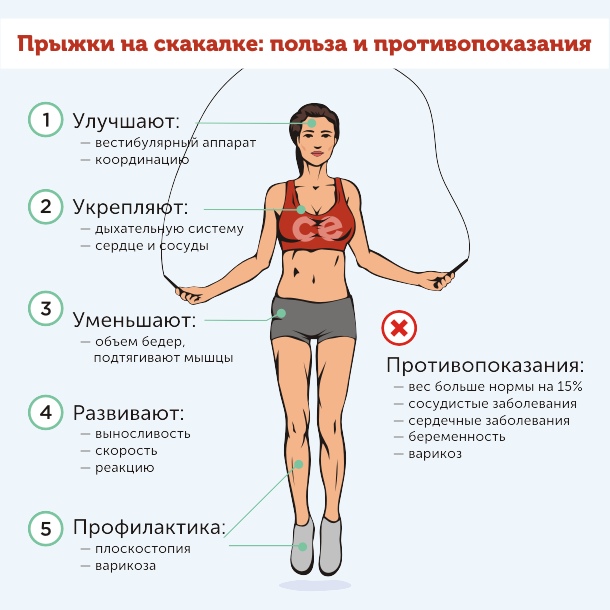 Прыжки на скакалке: польза и противопоказания
1 Улучшают:
— вестибулярный аппарат
— координацию
2 Укрепляют:
— дыхательную систему
— сердце и сосуды
се
3 Уменьшают:
— объем бедер,
подтягивают мышцы
4 Развивают:
— выносливость
— скорость
— реакцию
5 Профилактика:
— плоскостопия
— варикоза
Противопоказания:
— вес больше нормы на 15%
— сосудистые заболевания
— сердечные заболевания
— беременность
— варикоз